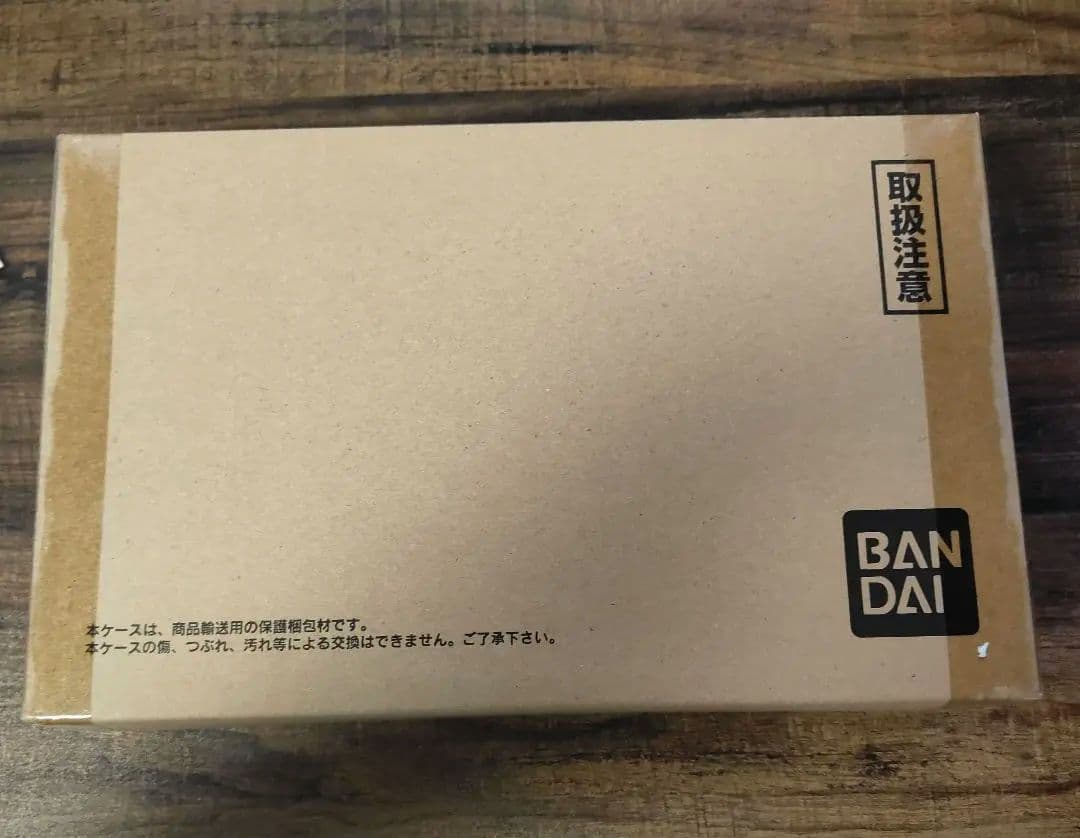 取扱注意
BAN
DAI
本ケースは、商品輸送用の保護梱包材です。
本ケースの傷、つぶれ、汚れ等による交換はできません。ご了承下さい。